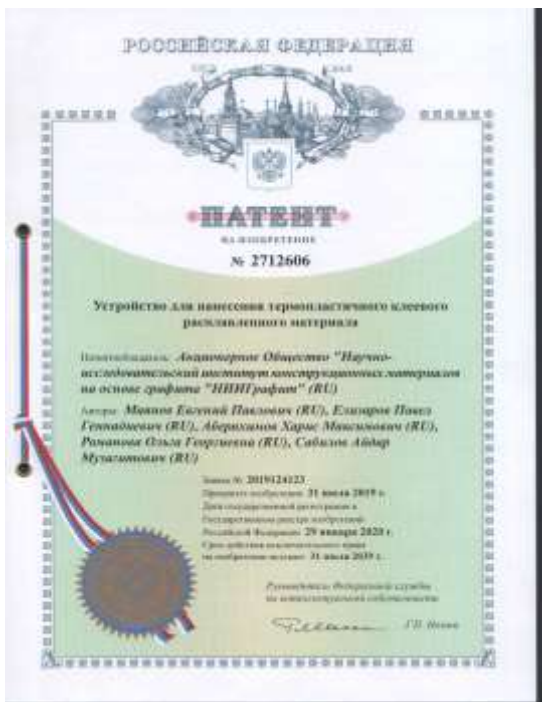 РОССИЙСКАЯ ФЕДЕРАЦИЯ
ПАТЕНТ
НА ИЗОБРЕТЕНИЕ
№ 2712606
Устройство для нанесения термопластичного клеевого
расплавленного материала
Патентообладатель: Акционерное Общество "Научно-
исследовательский институт конструкционных материалов
на основе графита "НИИГрафит" (RU)
Авторы: Евгений Павлович (RU), Елизаров Павел
Геннадиевич (RU), Харис Максимович (RU),
Романова Ольга Георгиевна (RU), Сабилов Айдар
(RU)
Заявка № 2019124123
Приоритет изобретения 31 июля 2019 г.
Дата государственной регистрации в
Государственном реестре изобретений
Российской Федерации 29 января 2020 г.
Срок действия исключительного права
на изобретение истекает 31 июля 2039 г.
Руководитель Федеральной службы
по интеллектуальной собственности
Г.П. Ивлиев